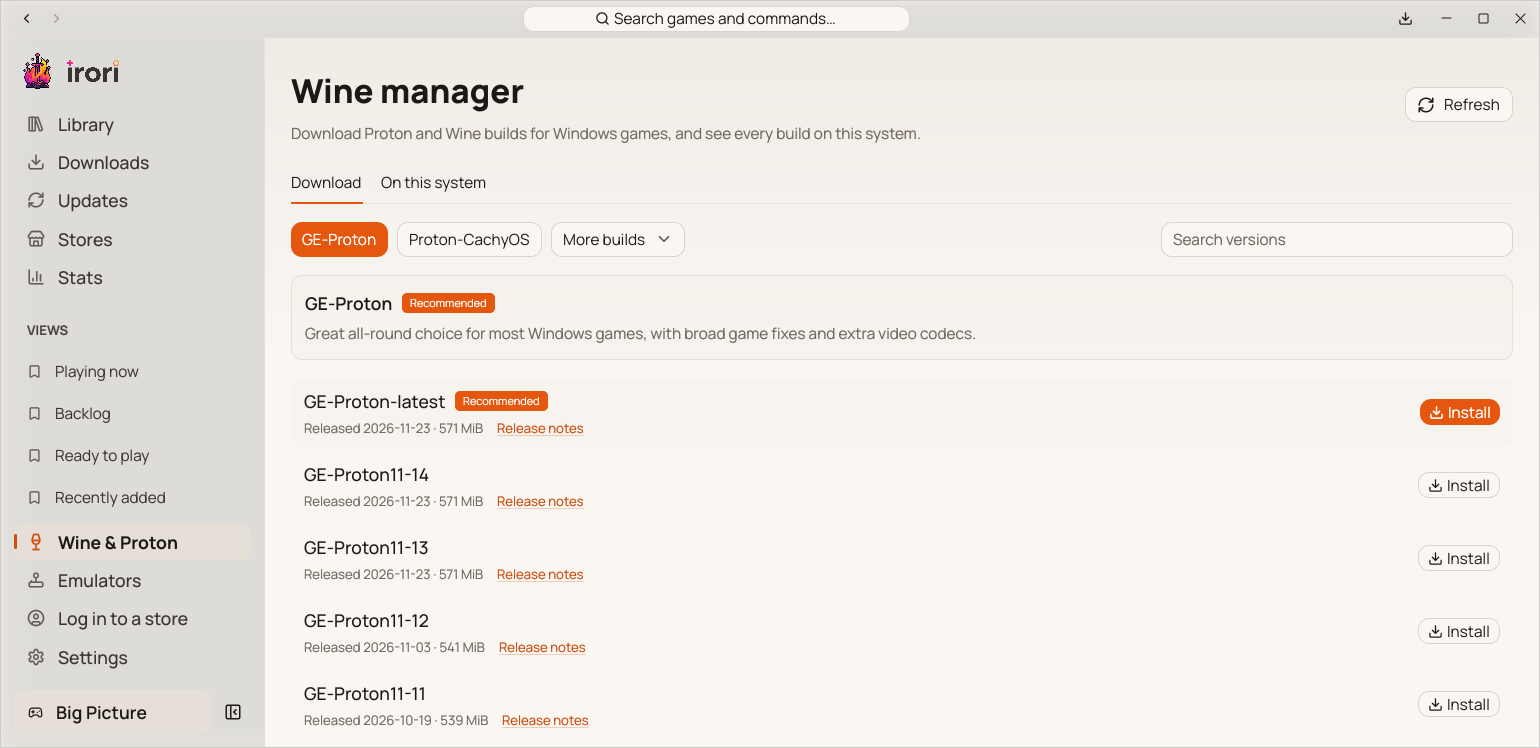 Search games and commands...
irori
Library
Downloads
Updates
Stores
Stats
VIEWS
Playing now
Backlog
Ready to play
Recently added
Wine & Proton
Emulators
Log in to a store
Settings
Big Picture
Wine manager
Download Proton and Wine builds for Windows games, and see every build on this system.
Refresh
Download On this system
GE-Proton Proton-CachyOS More builds Search versions
GE-Proton Recommended
Great all-round choice for most Windows games, with broad game fixes and extra video codecs.
GE-Proton-latest Recommended
Released 2026-11-23 · 571 MiB Release notes
Install
GE-Proton11-14
Released 2026-11-23 · 571 MiB Release notes
Install
GE-Proton11-13
Released 2026-11-23 · 571 MiB Release notes
Install
GE-Proton11-12
Released 2026-11-03 · 541 MiB Release notes
Install
GE-Proton11-11
Released 2026-10-19 · 539 MiB Release notes
Install